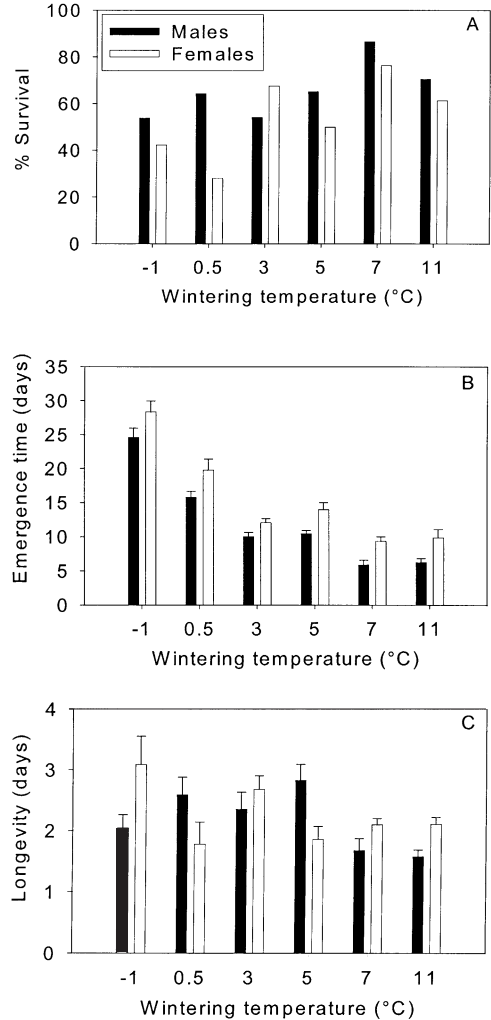 A
Males
Females
100
80
60
40
20
0
% Survival
-1 0.5 3 5 7 11
Wintering temperature (°C)
B
35
30
25
20
15
10
5
0
Emergence time (days)
-1 0.5 3 5 7 11
Wintering temperature (°C)
C
4
3
2
1
0
Longevity (days)
-1 0.5 3 5 7 11
Wintering temperature (°C)